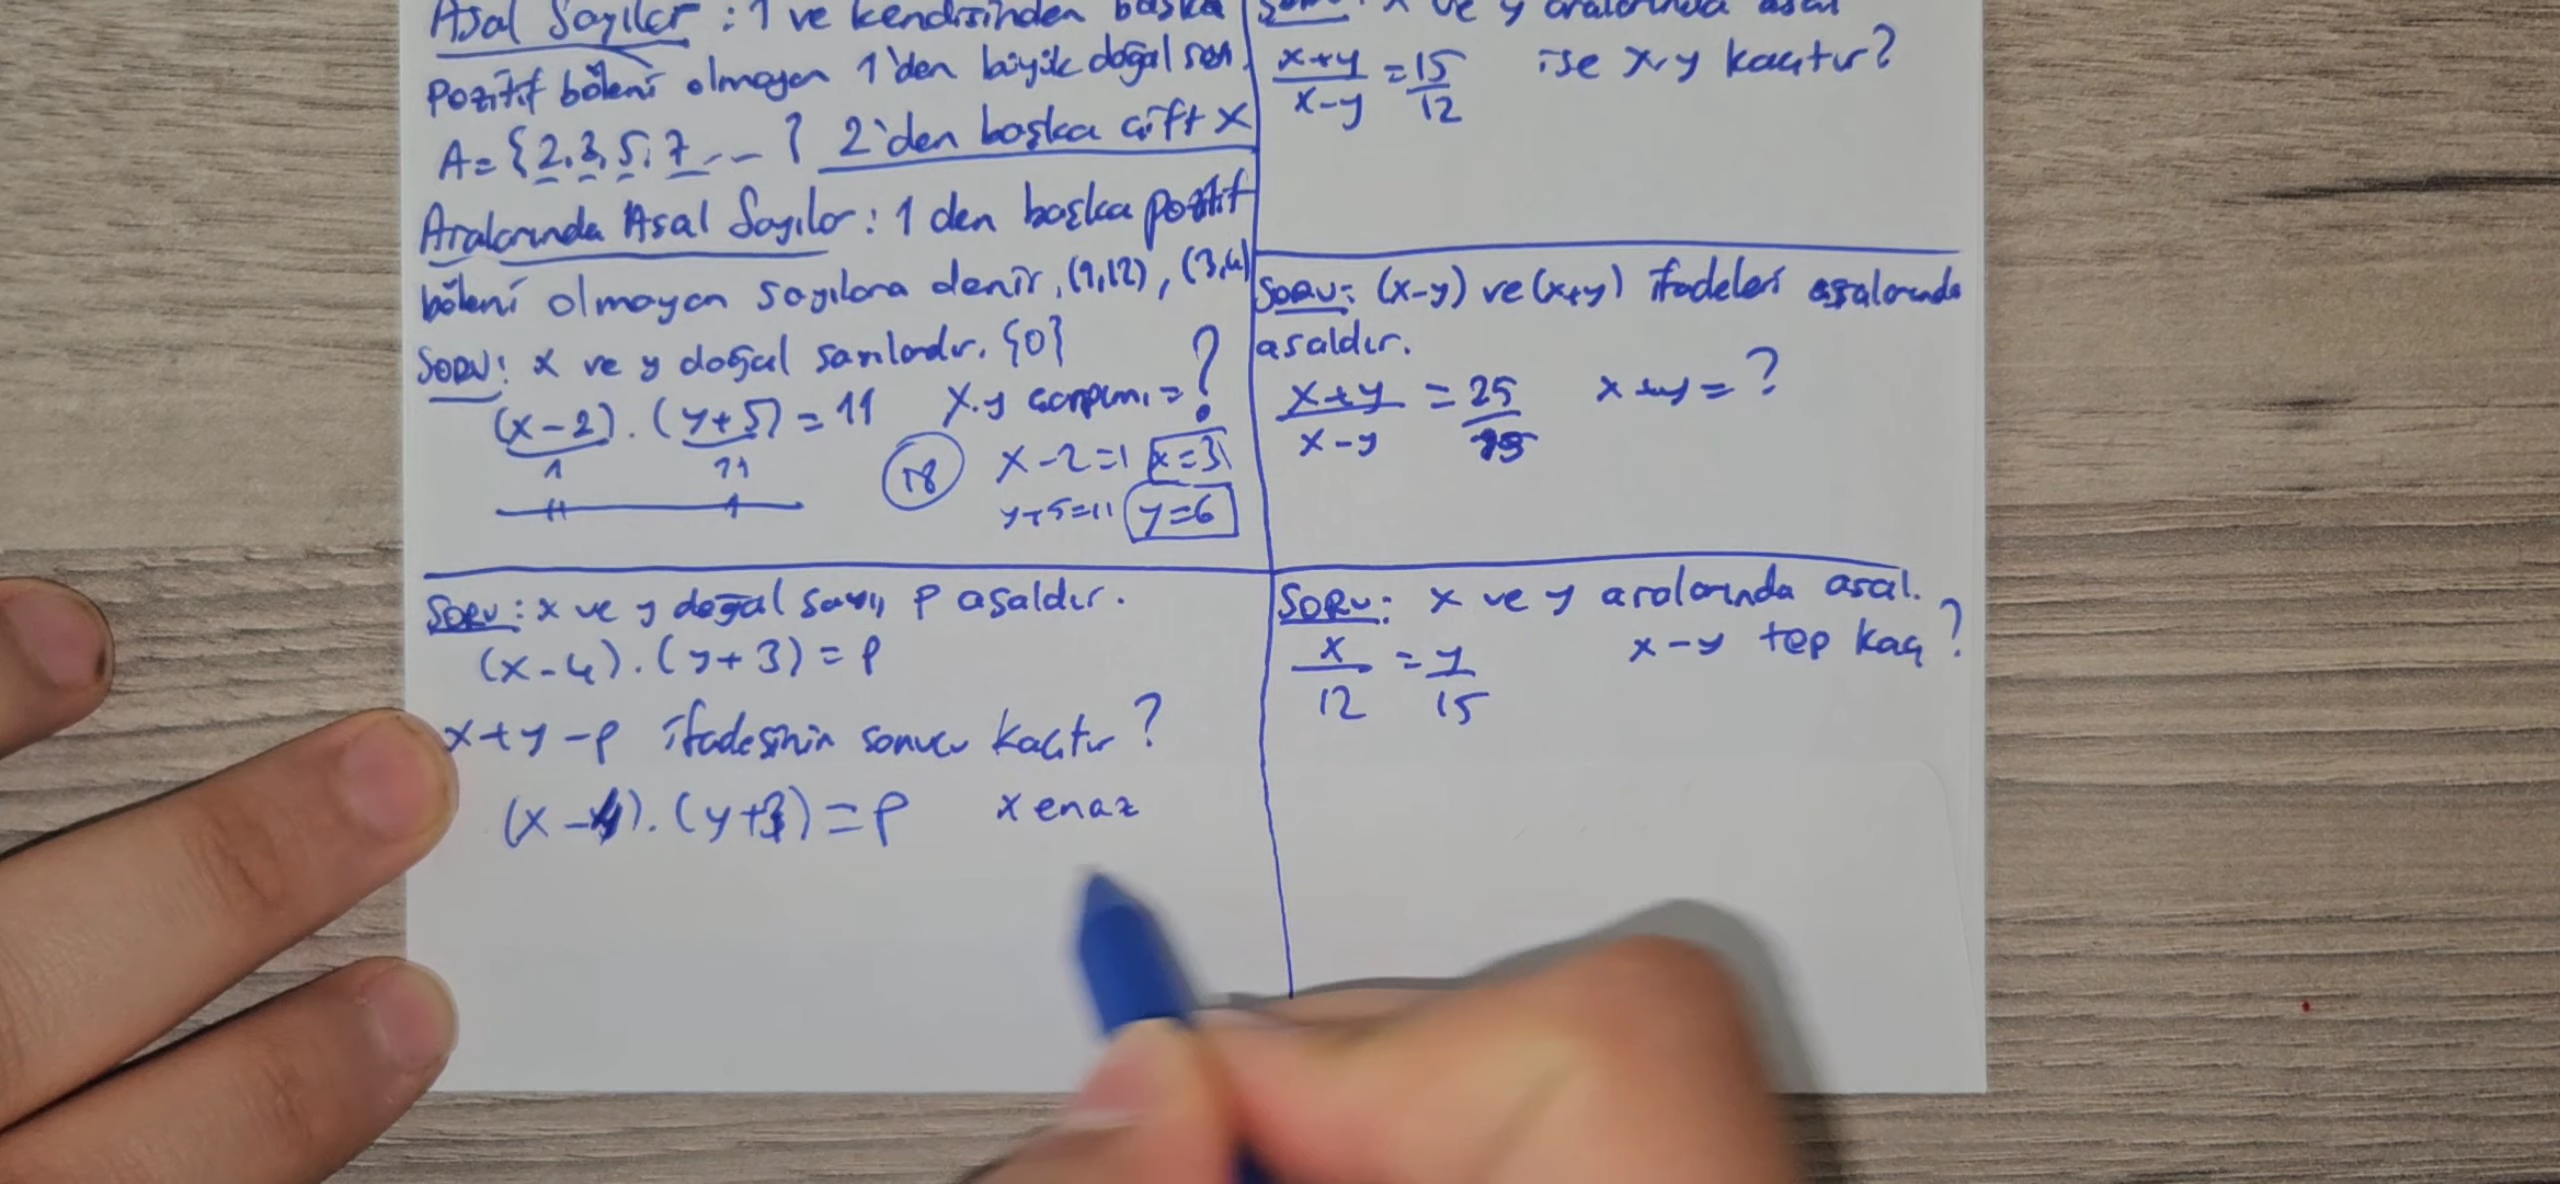 Asal Sayılar : 1 ve kendisinden başka
pozitif böleni olmayan 1'den büyük doğal
A = {2, 3, 5, 7 ... } 2'den başka çift X
Aralarında Asal Sayılar : 1 den başka pozitif
böleni olmayan sayılara denir, , (3,4)
SORU: x ve y doğal sayılardır. {0}
(x-2).(y+5) = 11 x.y çarpımı = ?
1 11
18 x-2=1 x=3
y+5=11 y=6
SORU: x ve y doğal sayı, p asaldır.
(x-4).(y+3) = p
x+y-p ifadesinin sonucu kaçtır?
(x-4).(y+3) = p x en az
SORU: x ve y aralarında asal
x+y/x-y = 15/12 ise x.y kaçtır?
SORU: (x-y) ve (x+y) ifadeleri aralarında
asaldır.
x+y/x-y = 25/ = ?
SORU: x ve y aralarında asal.
x/12 = y/15 x-y kaç?